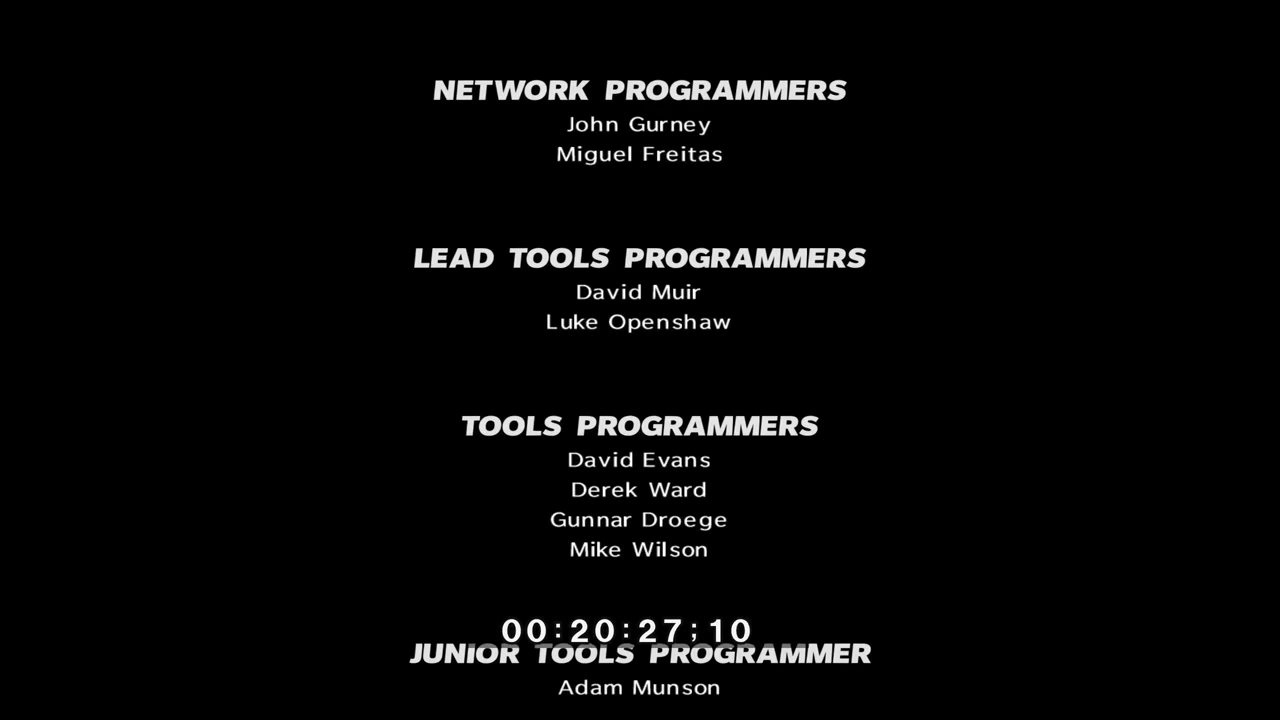 NETWORK PROGRAMMERS
John Gurney
Miguel Freitas
LEAD TOOLS PROGRAMMERS
David Muir
Luke Openshaw
TOOLS PROGRAMMERS
David Evans
Derek Ward
Gunnar Droege
Mike Wilson
00:20:27;10
JUNIOR TOOLS PROGRAMMER
Adam Munson